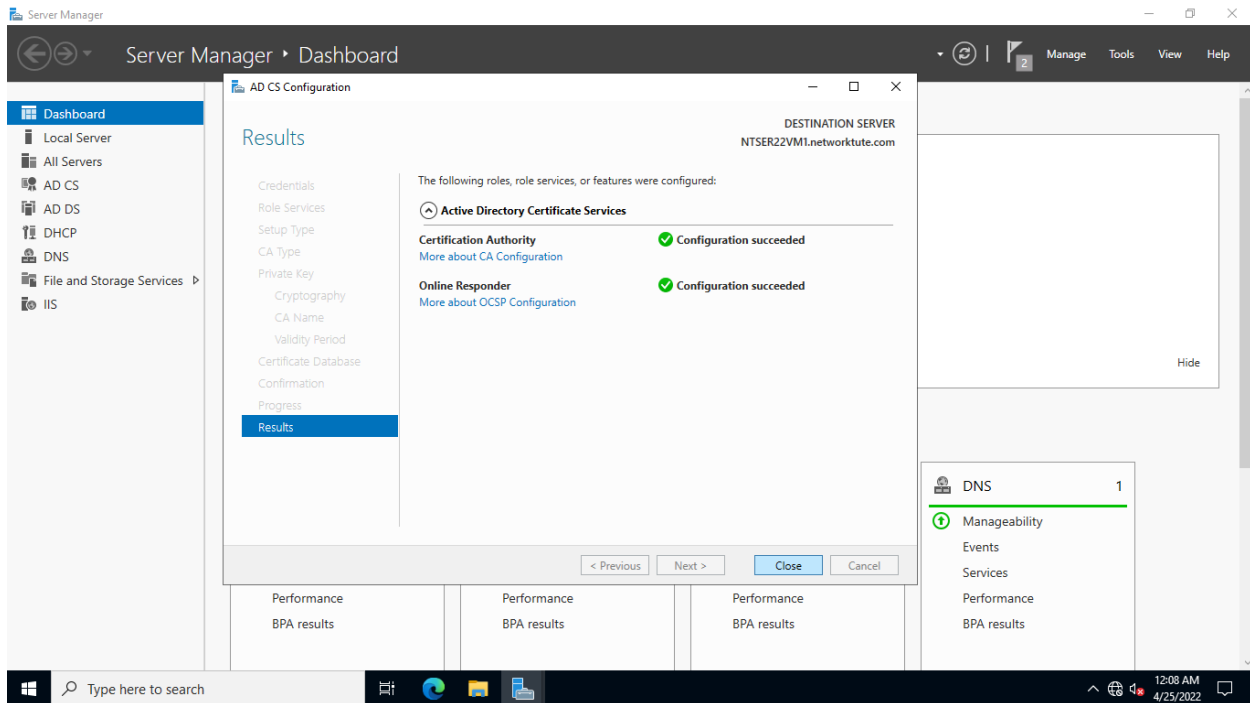 Server Manager
Server Manager ‣ Dashboard
2
Manage Tools View Help
Dashboard
Local Server
All Servers
AD CS
AD DS
DHCP
DNS
File and Storage Services
IIS
AD CS Configuration
Results
DESTINATION SERVER
NTSER22VM1.networktute.com
Credentials
Role Services
Setup Type
CA Type
Private Key
Cryptography
CA Name
Validity Period
Certificate Database
Confirmation
Progress
Results
The following roles, role services, or features were configured:
Active Directory Certificate Services
Certification Authority Configuration succeeded
More about CA Configuration
Online Responder Configuration succeeded
More about OCSP Configuration
< Previous Next > Close Cancel
Hide
DNS 1
Manageability
Events
Services
Performance Performance Performance Performance
BPA results BPA results BPA results BPA results
Type here to search
12:08 AM
4/25/2022